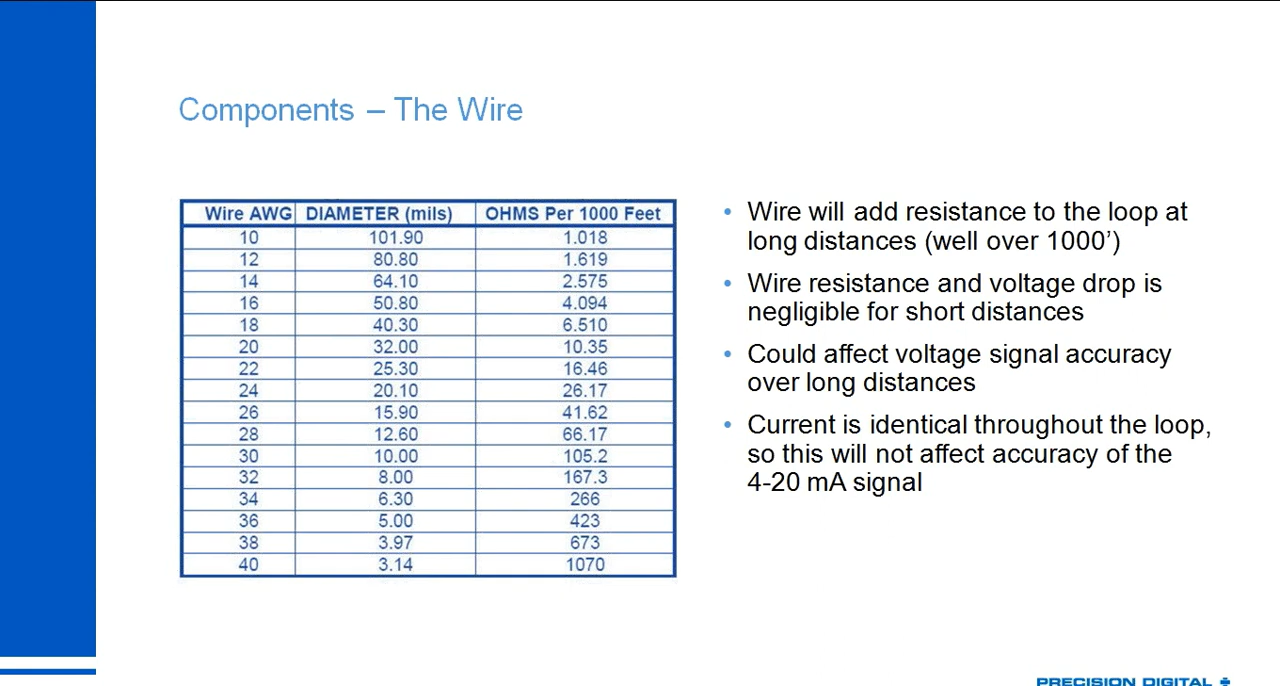 Components – The Wire
Wire AWG DIAMETER (mils) OHMS Per 1000 Feet
10 101.90 1.018
12 80.80 1.619
14 64.10 2.575
16 50.80 4.094
18 40.30 6.510
20 32.00 10.35
22 25.30 16.46
24 20.10 26.17
26 15.90 41.62
28 12.60 66.17
30 10.00 105.2
32 8.00 167.3
34 6.30 266
36 5.00 423
38 3.97 673
40 3.14 1070
• Wire will add resistance to the loop at
long distances (well over 1000’)
• Wire resistance and voltage drop is
negligible for short distances
• Could affect voltage signal accuracy
over long distances
• Current is identical throughout the loop,
so this will not affect accuracy of the
4-20 mA signal
PRECISION DIGITAL